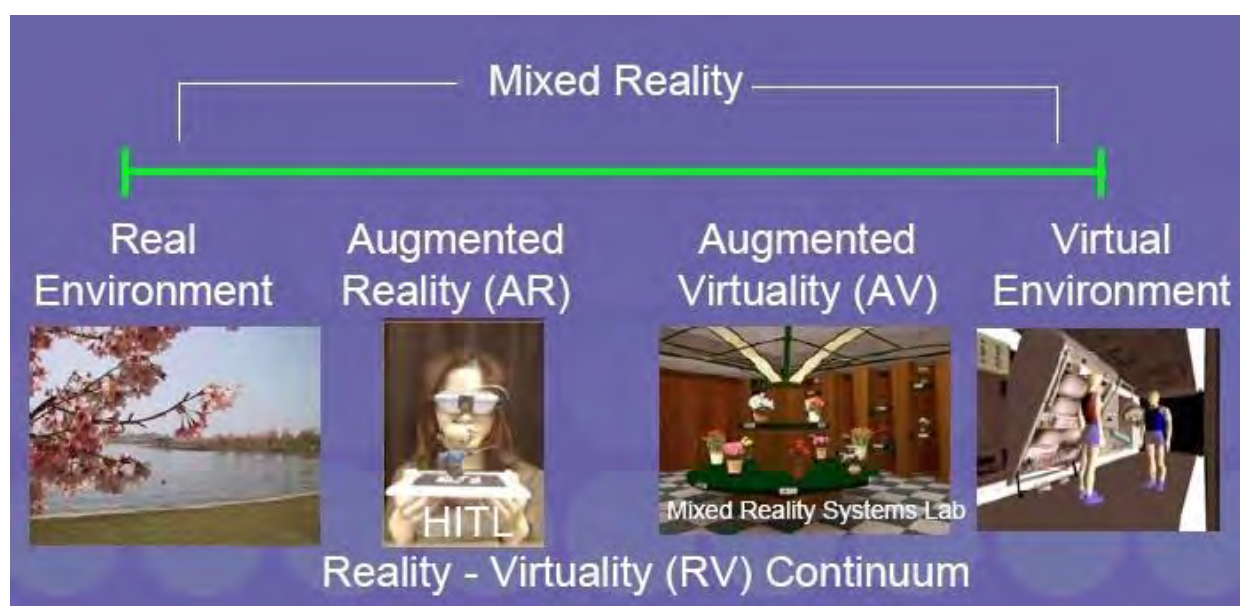 Mixed Reality
Real Environment
Augmented Reality (AR)
Augmented Virtuality (AV)
Virtual Environment
HITL
Mixed Reality Systems Lab
Reality - Virtuality (RV) Continuum